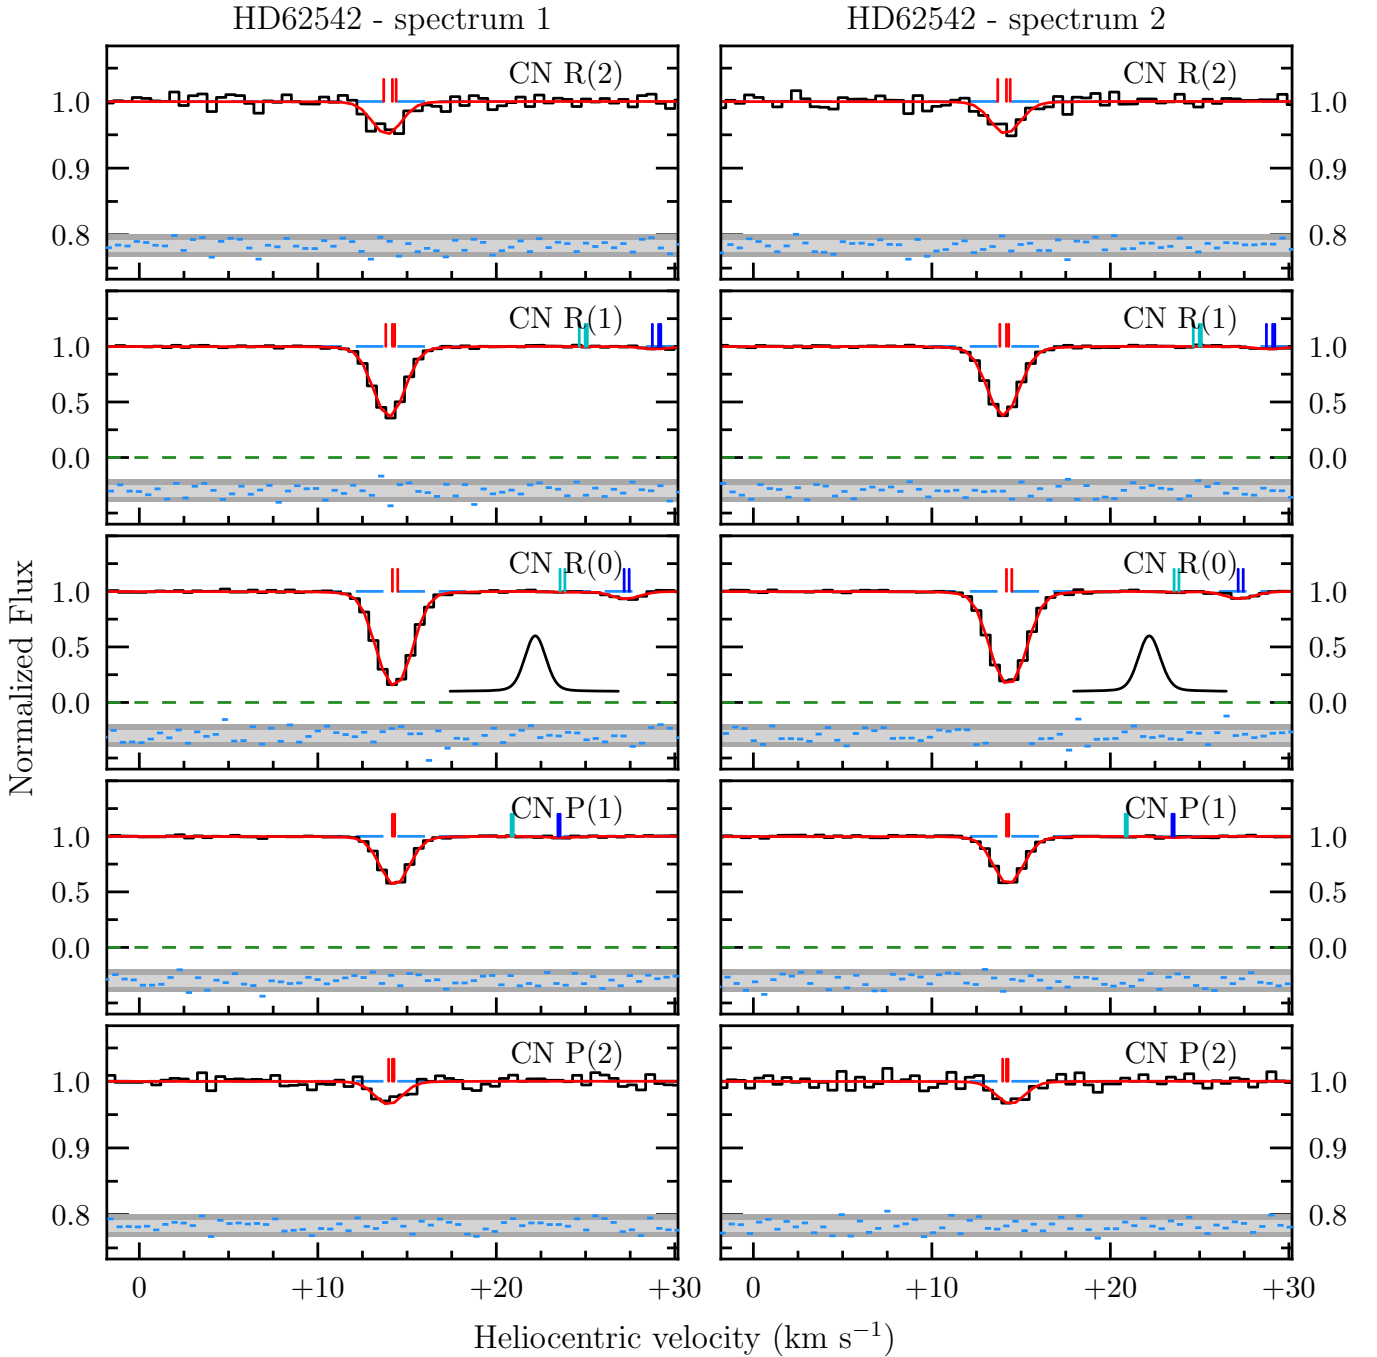 HD62542 - spectrum 1
HD62542 - spectrum 2
CN R(2)
CN R(2)
1.0
0.9
0.8
1.0
0.9
0.8
CN R(1)
CN R(1)
1.0
0.5
0.0
1.0
0.5
0.0
CN R(0)
CN R(0)
1.0
0.5
0.0
1.0
0.5
0.0
Normalized Flux
CN P(1)
CN P(1)
1.0
0.5
0.0
1.0
0.5
0.0
CN P(2)
CN P(2)
1.0
0.9
0.8
1.0
0.9
0.8
0 +10 +20 +30
0 +10 +20 +30
Heliocentric velocity (km s⁻¹)